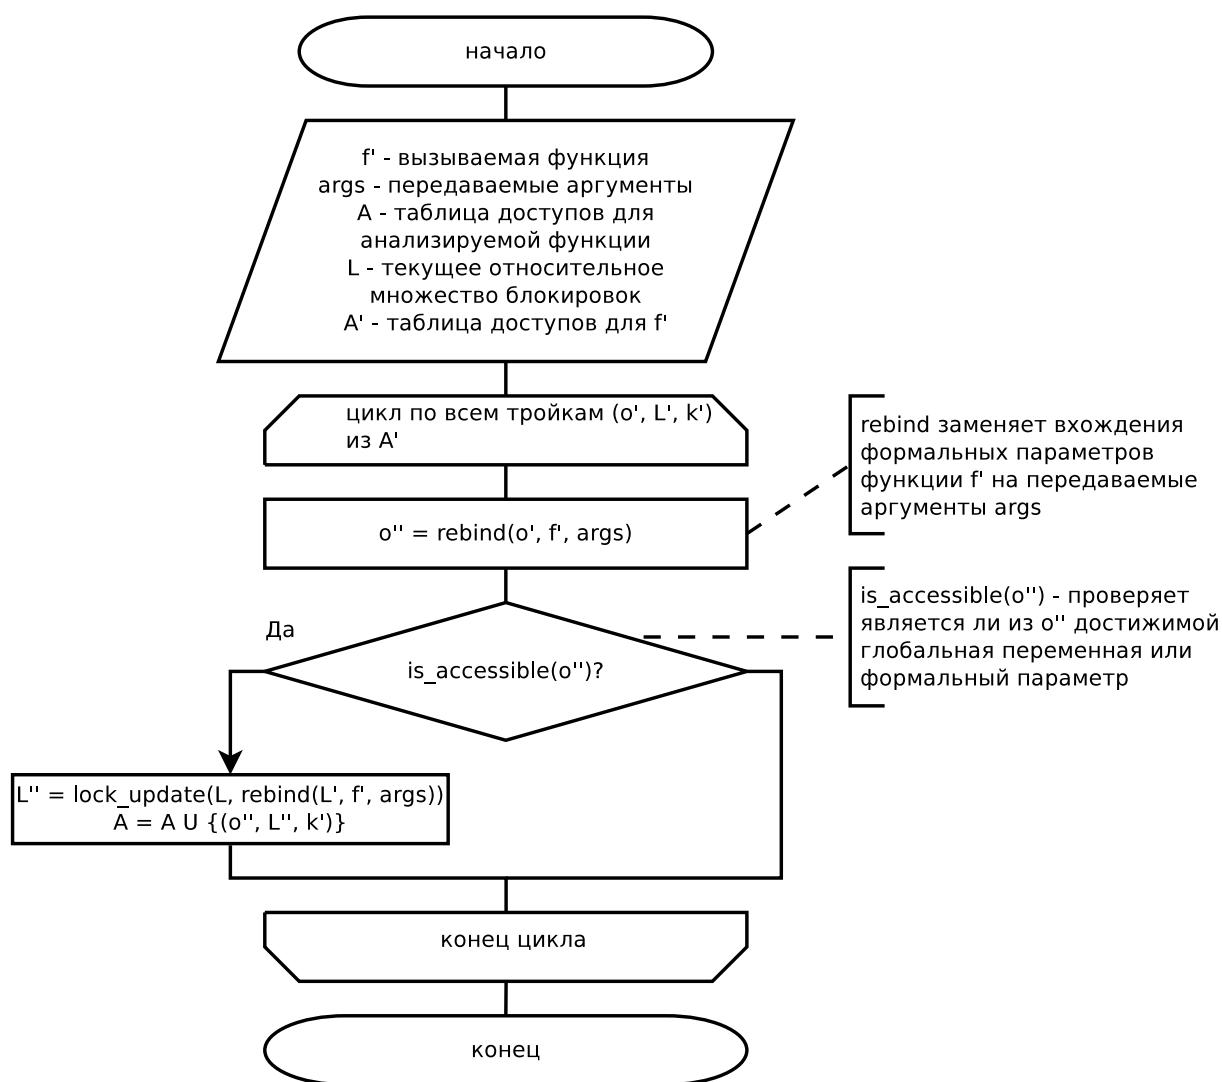 начало
f' - вызываемая функция
args - передаваемые аргументы
A - таблица доступов для
анализируемой функции
L - текущее относительное
множество блокировок
A' - таблица доступов для f'
цикл по всем тройкам (o', L', k')
из A'
rebind заменяет вхождения
формальных параметров
функции f' на передаваемые
аргументы args
o'' = rebind(o', f', args)
is_accessible(o'') - проверяет
является ли из o'' достижимой
глобальная переменная или
формальный параметр
Да
is_accessible(o'')?
L'' = lock_update(L, rebind(L', f', args))
A = A U {(o'', L'', k')}
конец цикла
конец